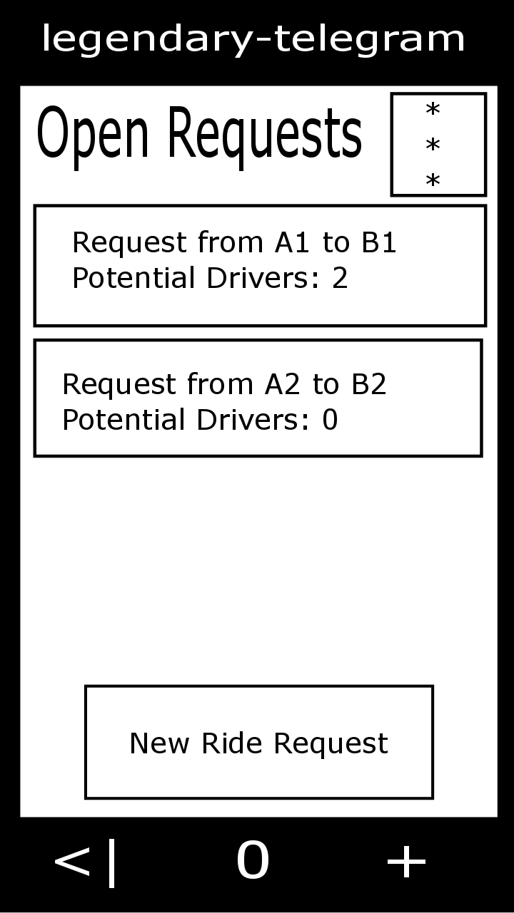 legendary-telegram
Open Requests
*
*
*
Request from A1 to B1
Potential Drivers: 2
Request from A2 to B2
Potential Drivers: 0
New Ride Request
<| O +